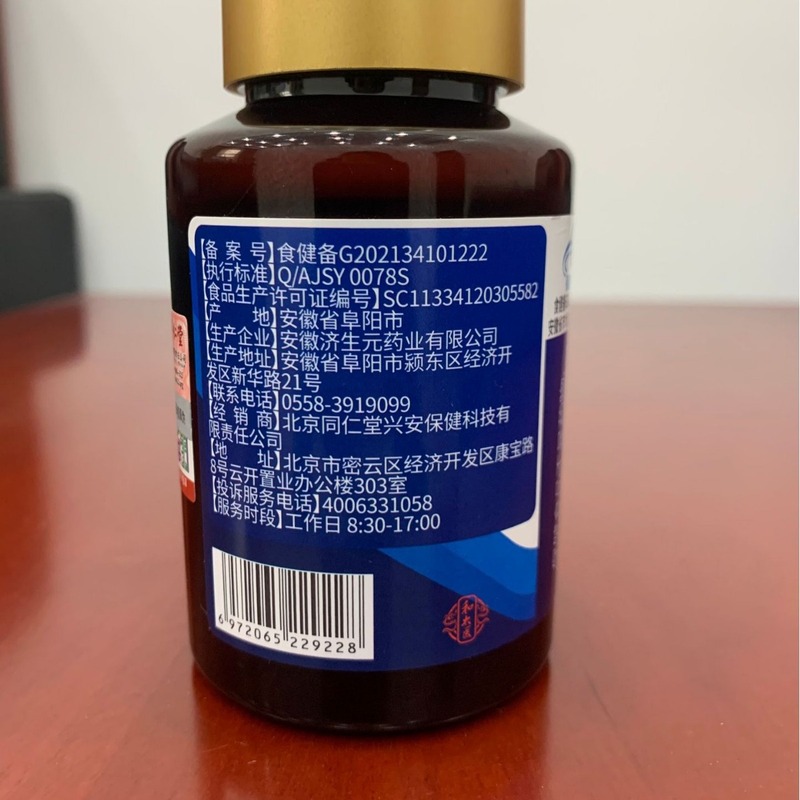 【备案号】食健备G202134101222
【执行标准】Q/AJSY 0078S
【食品生产许可证编号】SC11334120305582
【产地】安徽省阜阳市
【生产企业】安徽济生元药业有限公司
【生产地址】安徽省阜阳市颍东区经济开
发区新华路21号
【联系电话】0558-3919099
【经销商】北京同仁堂兴安保健科技有
限责任公司
【地址】北京市密云区经济开发区康宝路
8号云开置业办公楼303室
【投诉服务电话】4006331058
【服务时段】工作日 8:30-17:00
6 972065 229228
和太医